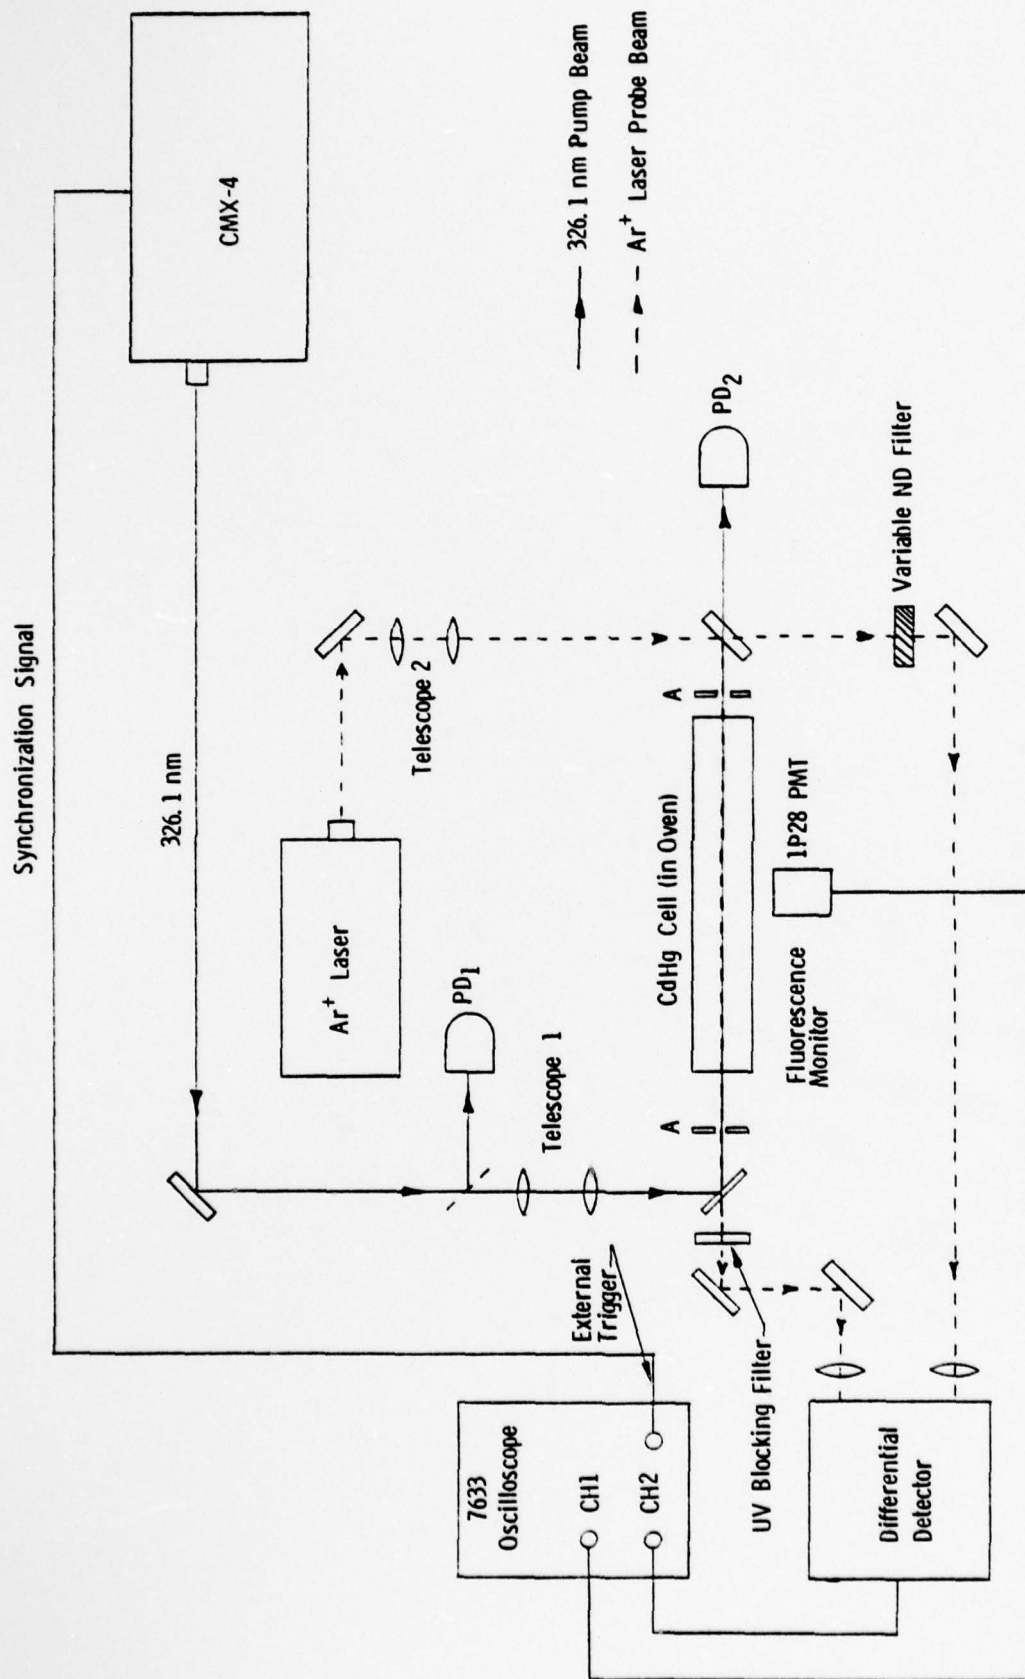 Synchronization Signal
CMX-4
326.1 nm
326.1 nm Pump Beam
Ar+ Laser Probe Beam
Ar+ Laser
Telescope 2
PD1
Telescope 1
PD2
A
A
CdHg Cell (in Oven)
Fluorescence
Monitor
1P28 PMT
Variable ND Filter
External
Trigger
UV Blocking Filter
7633
Oscilloscope
CH1
CH2
Differential
Detector